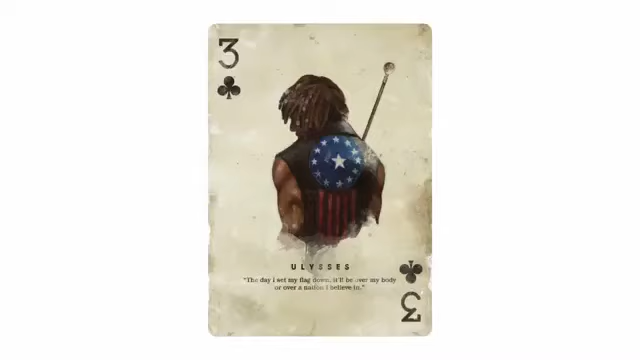 3
ULYSSES
"The day i set my flag down, it'll be over my body
or over a nation i believe in."
3